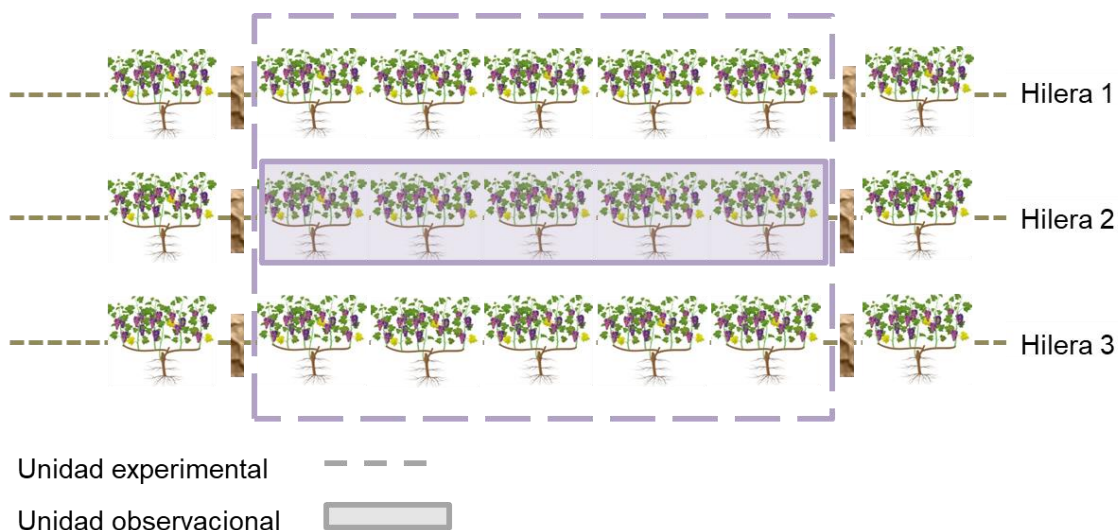 Hilera 1
Hilera 2
Hilera 3
Unidad experimental
Unidad observacional